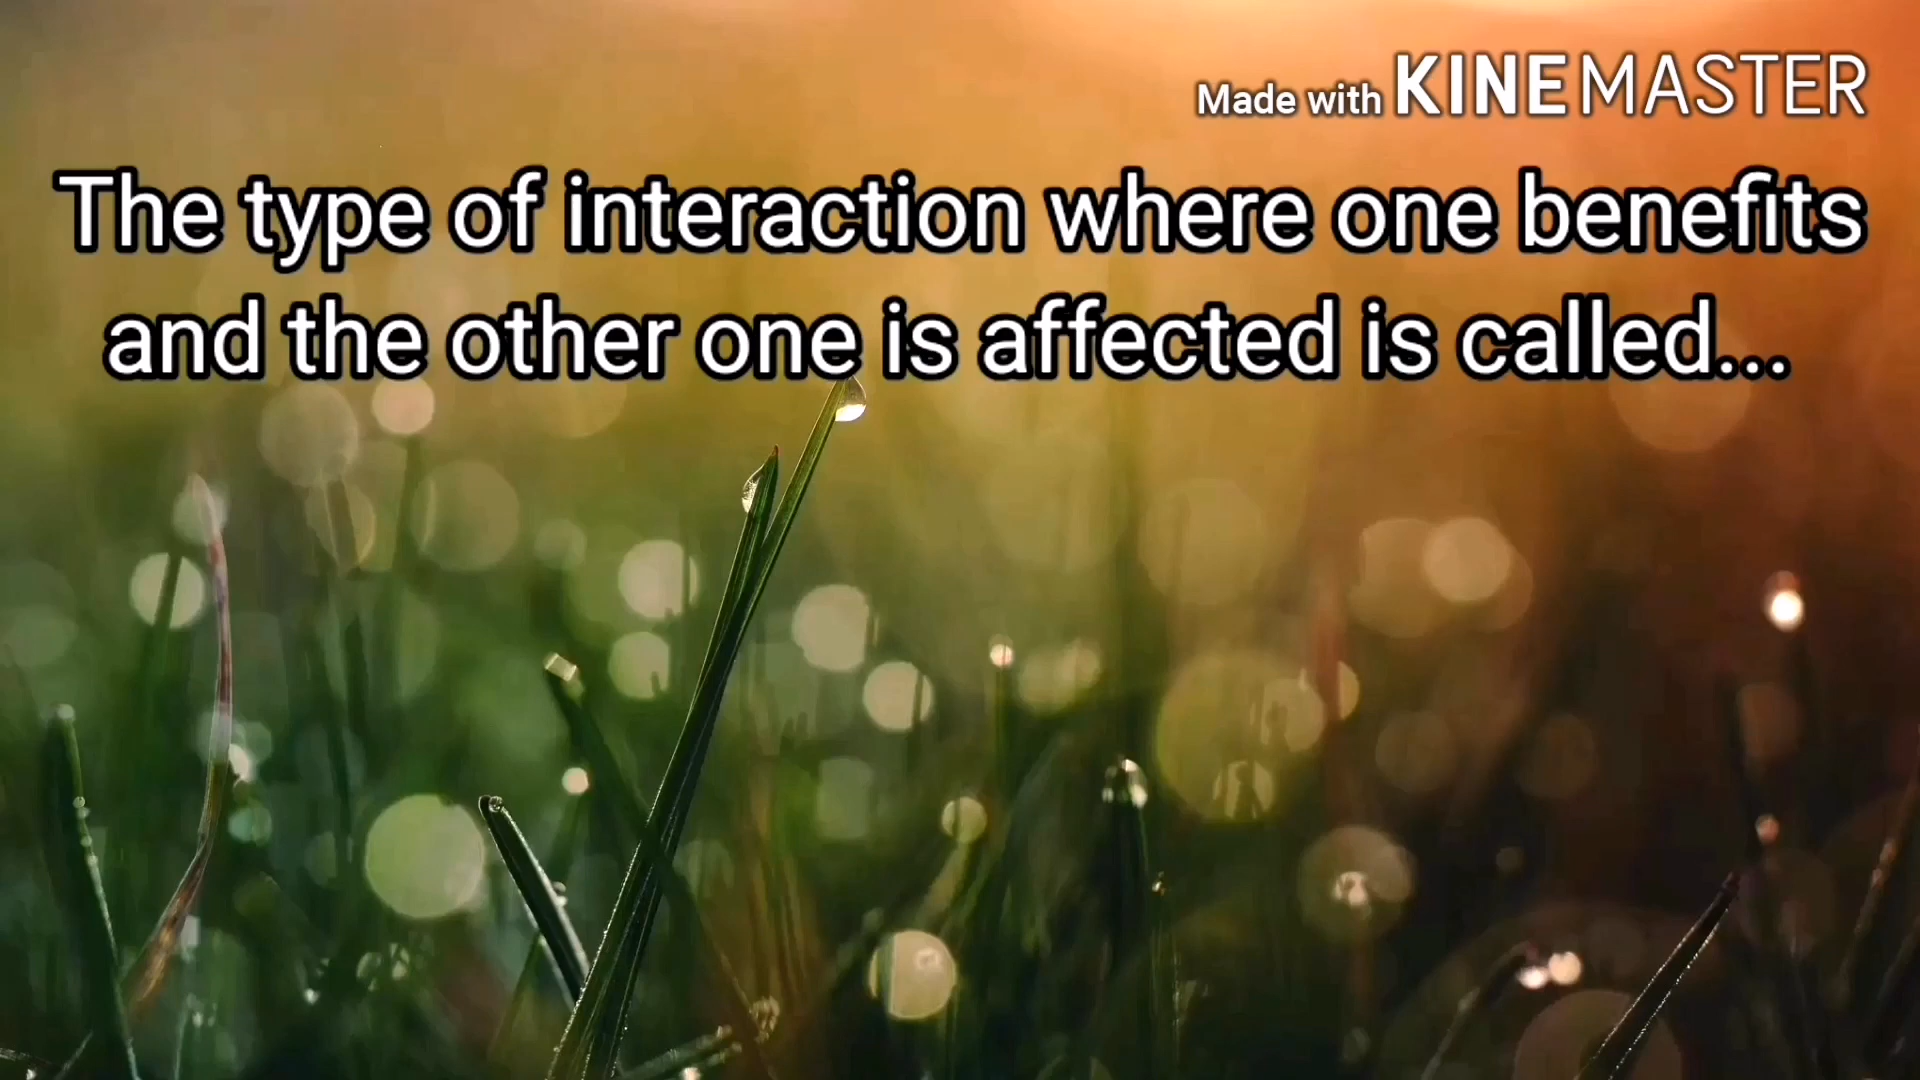 Made with KINEMASTER
The type of interaction where one benefits
and the other one is affected is called...